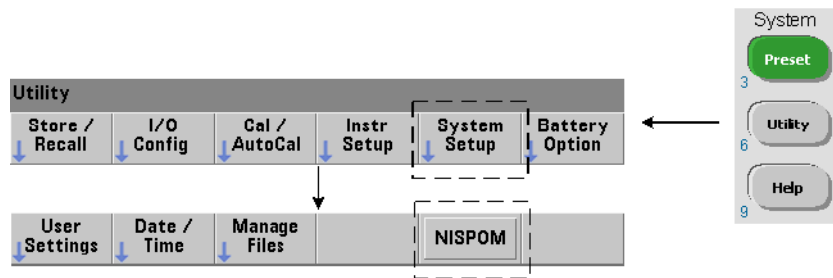 System
Preset
3
Utility
6
Help
9
Utility
Store / Recall
I/O Config
Cal / AutoCal
Instr Setup
System Setup
Battery Option
User Settings
Date / Time
Manage Files
NISPOM